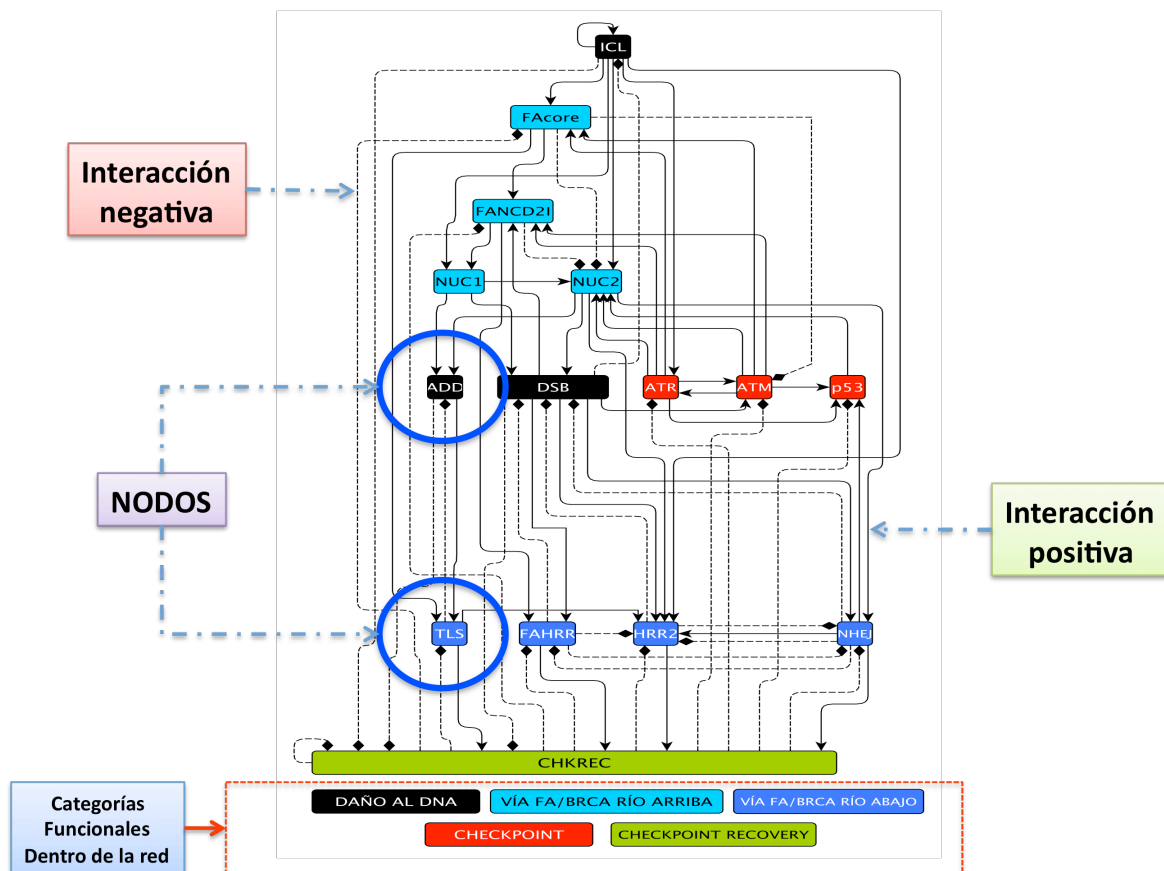 ICL
FAcore
Interacción
negativa
FANCD2I
NUC1
NUC2
ADD
DSB
ATR
ATM
p53
NODOS
Interacción
positiva
TLS
FAHRR
HRR2
NHEJ
CHKREC
Categorías
Funcionales
Dentro de la red
DAÑO AL DNA
VÍA FA/BRCA RÍO ARRIBA
VÍA FA/BRCA RÍO ABAJO
CHECKPOINT
CHECKPOINT RECOVERY